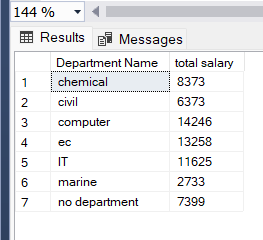 144 %
Results Messages
Department Name total salary
1 chemical 8373
2 civil 6373
3 computer 14246
4 ec 13258
5 IT 11625
6 marine 2733
7 no department 7399